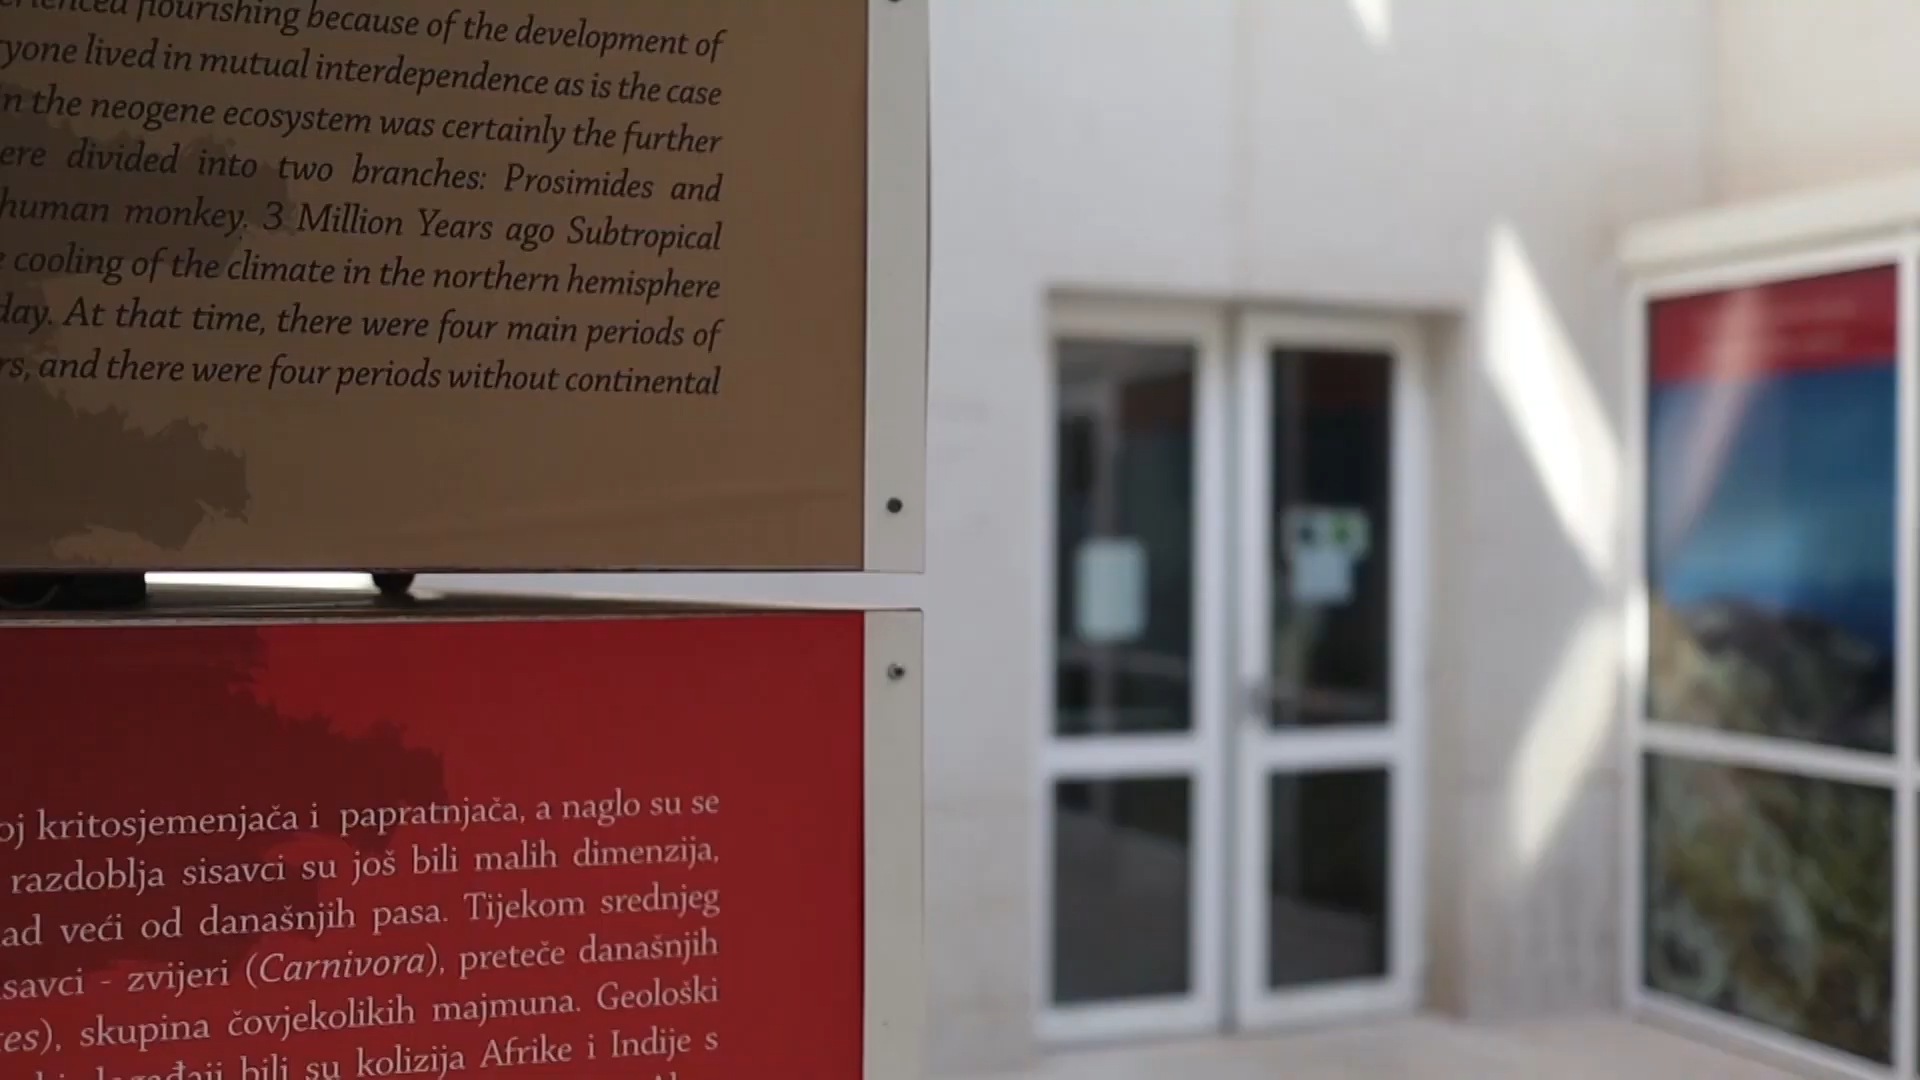 flourishing because of the development of
yone lived in mutual interdependence as is the case
n the neogene ecosystem was certainly the further
ere divided into two branches: Prosimides and
human monkey. 3 Million Years ago Subtropical
cooling of the climate in the northern hemisphere
day. At that time, there were four main periods of
rs, and there were four periods without continental
oj kritosjemenjača i papratnjača, a naglo su se
razdoblja sisavci su još bili malih dimenzija,
ad veći od današnjih pasa. Tijekom srednjeg
savci - zvijeri (Carnivora), preteče današnjih
es), skupina čovjekolikih majmuna. Geološki
bili su kolizija Afrike i Indije s